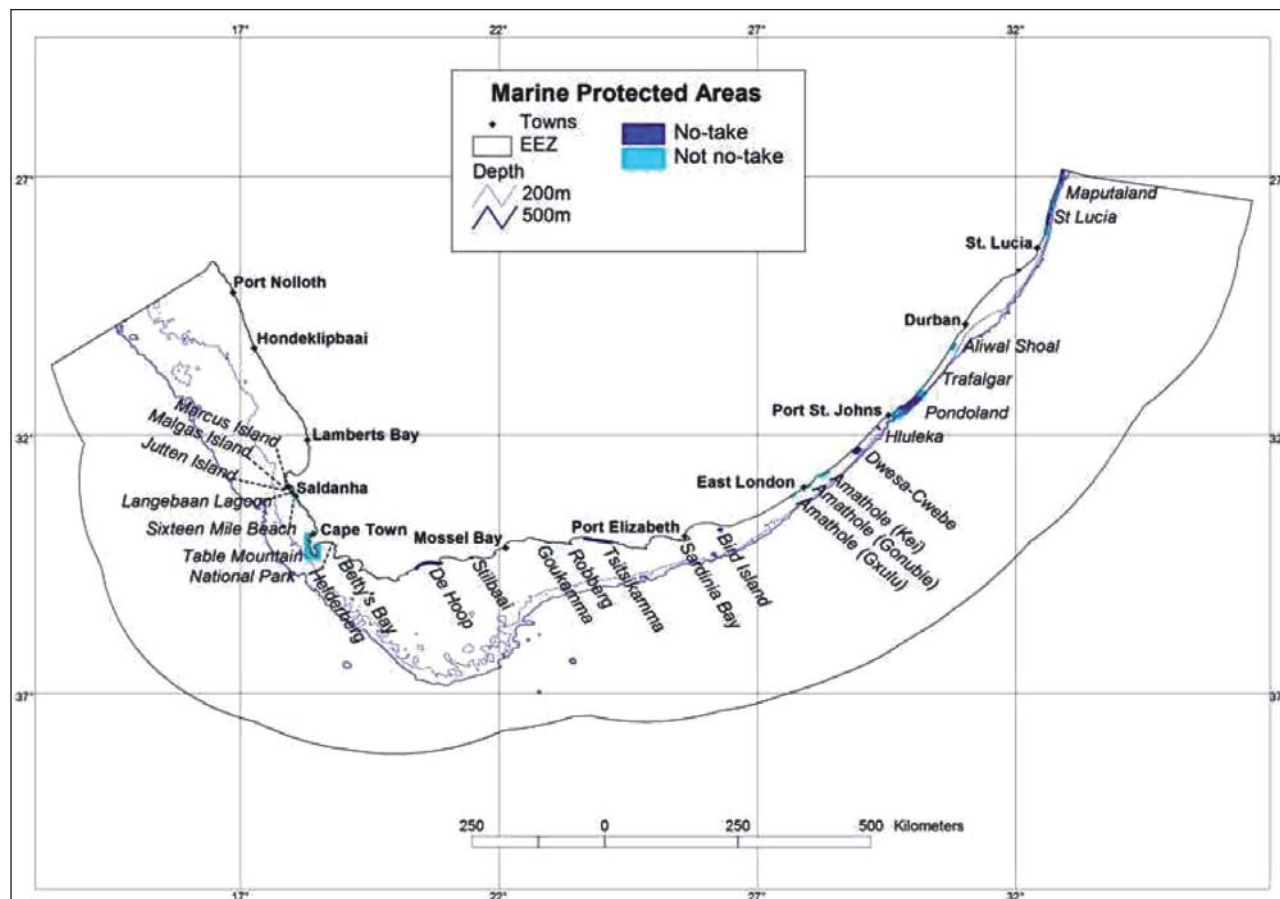 17°
22°
27°
32°
Marine Protected Areas
Towns
EEZ
Depth
200m
500m
No-take
Not no-take
27°
27°
Maputaland
St Lucia
St. Lucia
Port Nolloth
Durban
Hondeklipbaai
Aliwal Shoal
Trafalgar
Marcus Island
Malgas Island
Jutten Island
Lamberts Bay
Port St. Johns
Pondoland
32°
32°
Hluleka
Dwesa-Cwebe
Saldanha
Langebaan Lagoon
East London
Amathole (Kei)
Amathole (Gonubie)
Amathole (Gxulu)
Sixteen Mile Beach
Cape Town
Mossel Bay
Port Elizabeth
Table Mountain
National Park
Helderberg
Betty's Bay
De Hoop
Stilbaai
Goukamma
Robberg
Tsitsikamma
Sardinia Bay
Bird Island
37°
37°
250 0 250 500 Kilometers
17°
22°
27°
32°